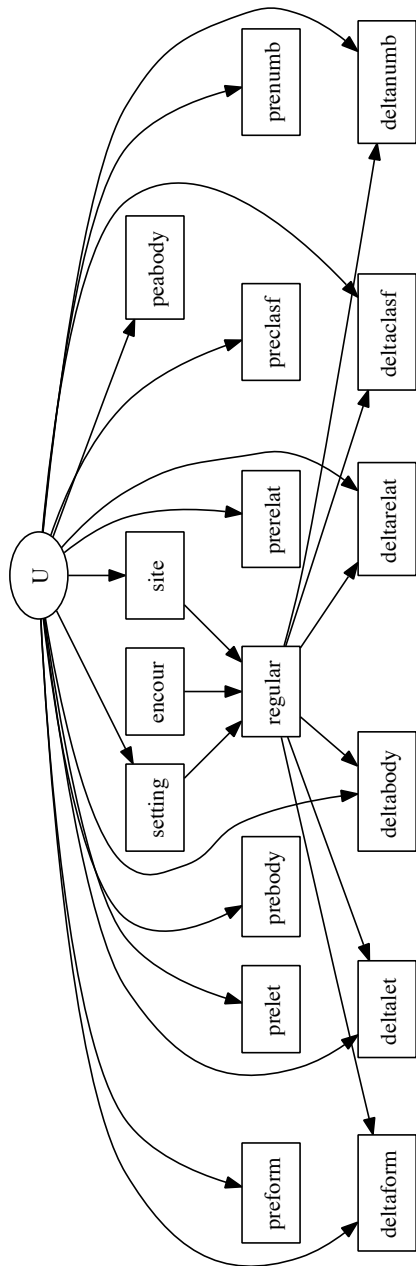 U
setting
encour
site
peabody
preform
prelet
prebody
regular
prerelat
preclasf
prenumb
deltaform
deltalet
deltabody
deltarelat
deltaclasf
deltanumb